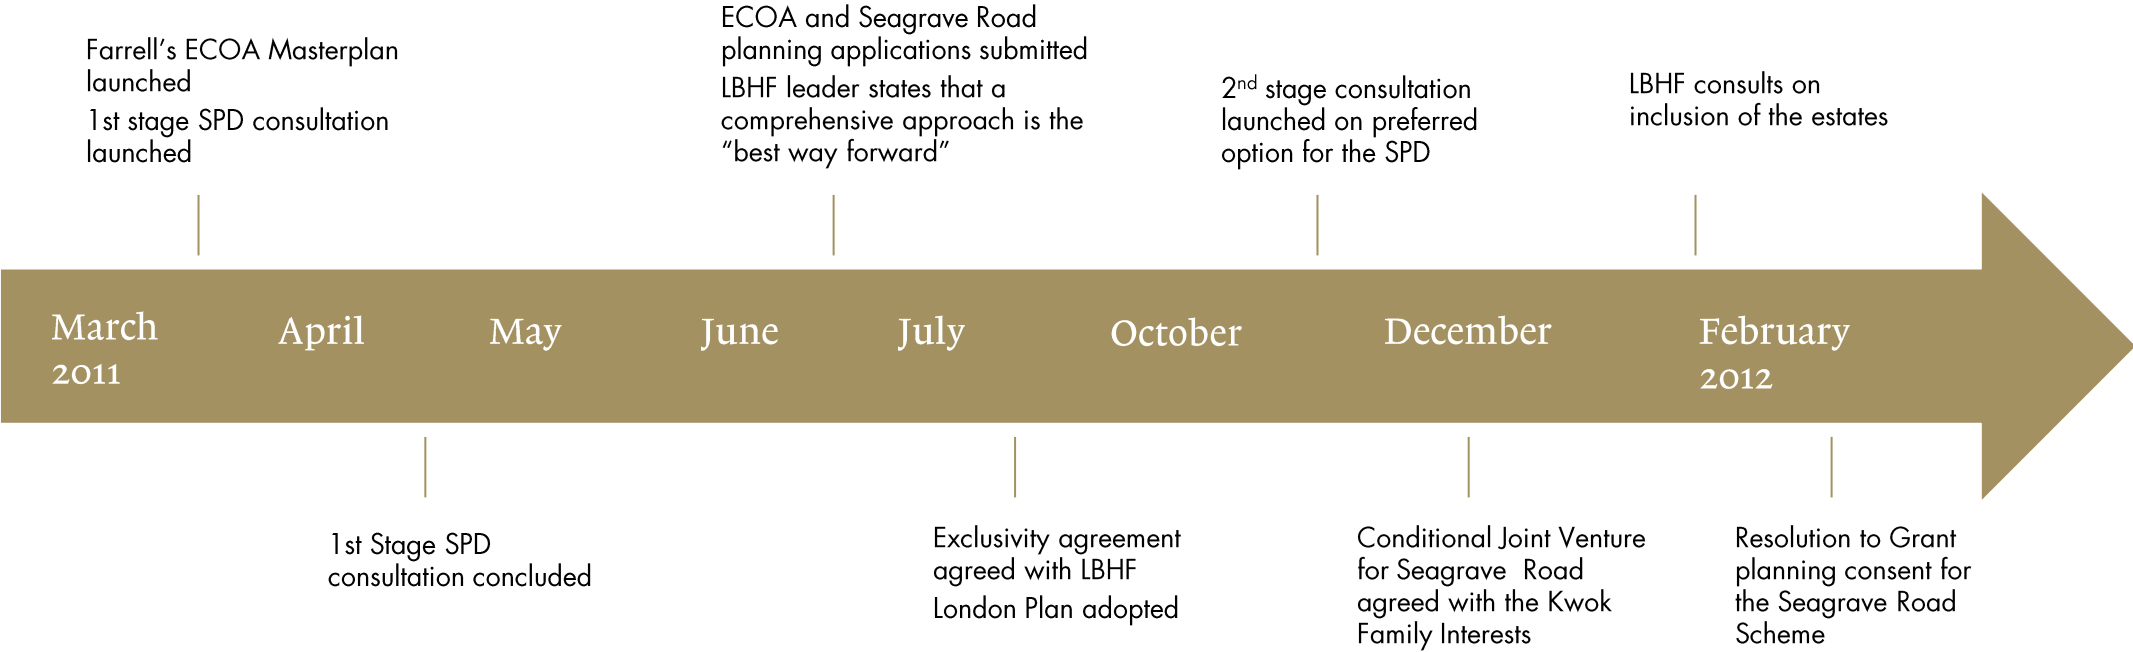 Farrell’s ECOA Masterplan
launched
1st stage SPD consultation
launched
ECOA and Seagrave Road
planning applications submitted
LBHF leader states that a
comprehensive approach is the
“best way forward”
2nd stage consultation
launched on preferred
option for the SPD
LBHF consults on
inclusion of the estates
March
2011
April
May
June
July
October
December
February
2012
1st Stage SPD
consultation concluded
Exclusivity agreement
agreed with LBHF
London Plan adopted
Conditional Joint Venture
for Seagrave Road
agreed with the Kwok
Family Interests
Resolution to Grant
planning consent for
the Seagrave Road
Scheme